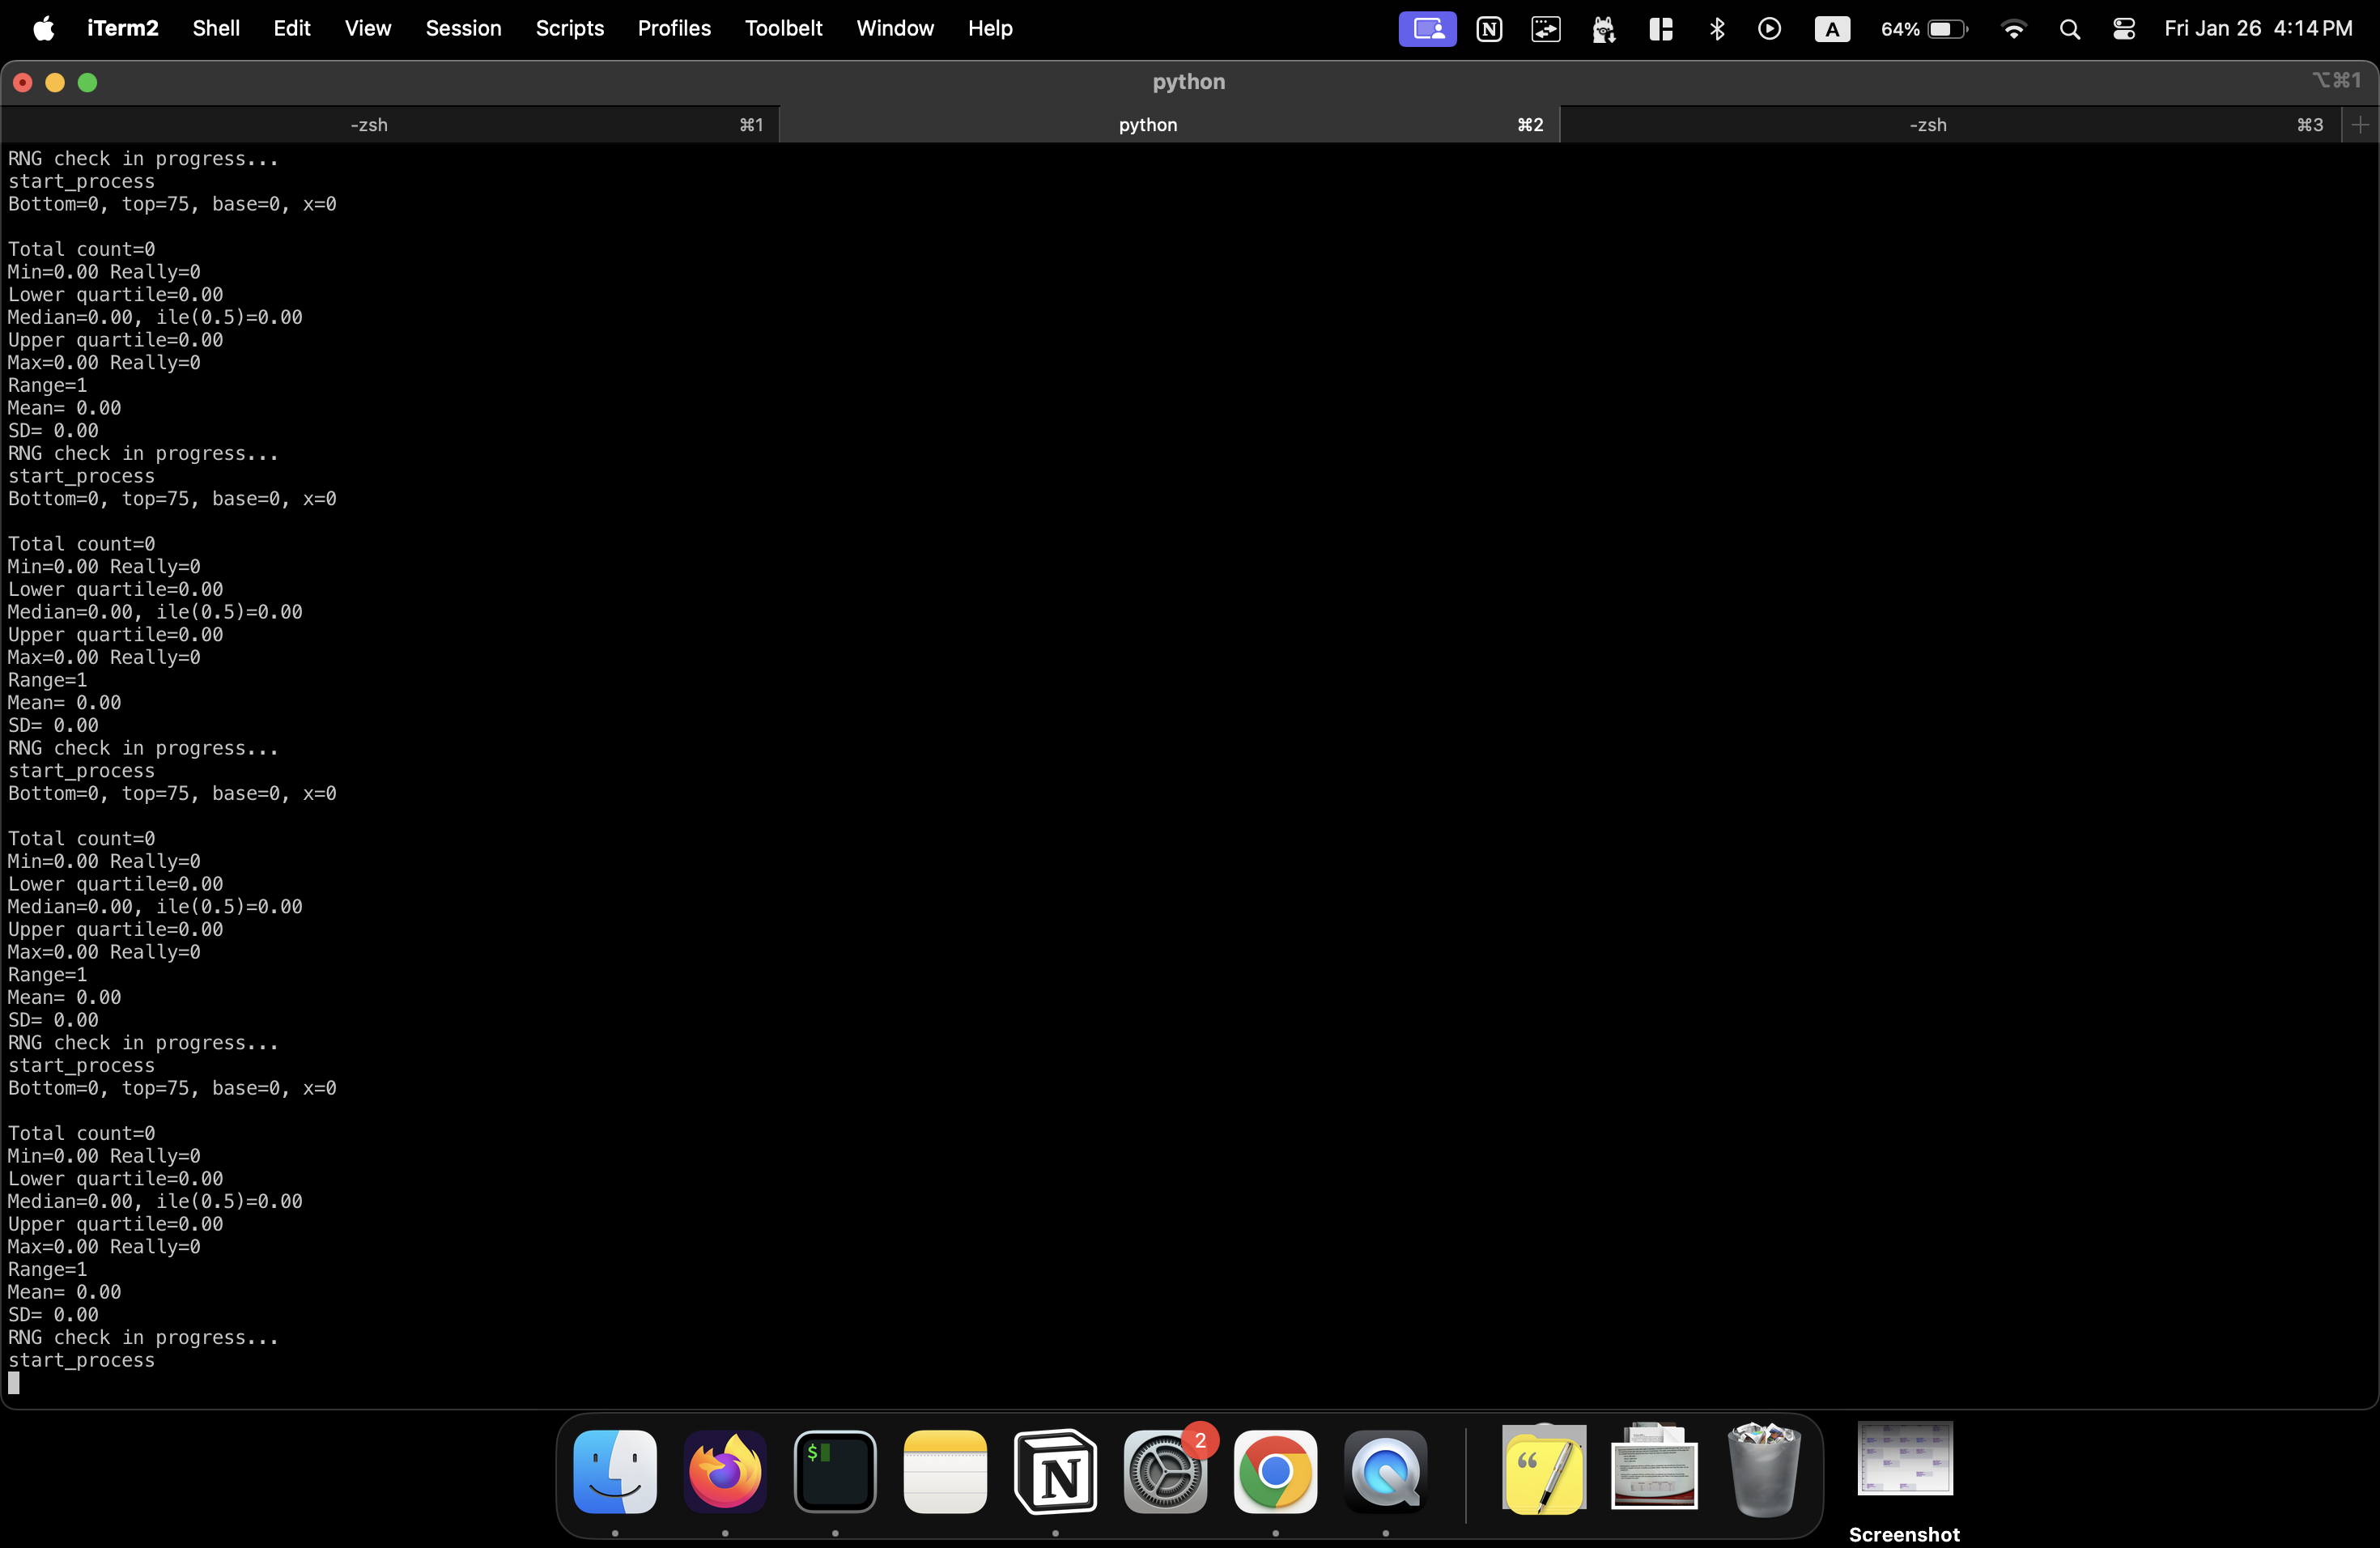 iTerm2 Shell Edit View Session Scripts Profiles Toolbelt Window Help N A 64% Fri Jan 26 4:14 PM
python ⌥⌘1
-zsh ⌘1 python ⌘2 -zsh ⌘3
RNG check in progress...
start_process
Bottom=0, top=75, base=0, x=0
Total count=0
Min=0.00 Really=0
Lower quartile=0.00
Median=0.00, ile(0.5)=0.00
Upper quartile=0.00
Max=0.00 Really=0
Range=1
Mean= 0.00
SD= 0.00
RNG check in progress...
start_process
Bottom=0, top=75, base=0, x=0
Total count=0
Min=0.00 Really=0
Lower quartile=0.00
Median=0.00, ile(0.5)=0.00
Upper quartile=0.00
Max=0.00 Really=0
Range=1
Mean= 0.00
SD= 0.00
RNG check in progress...
start_process
Bottom=0, top=75, base=0, x=0
Total count=0
Min=0.00 Really=0
Lower quartile=0.00
Median=0.00, ile(0.5)=0.00
Upper quartile=0.00
Max=0.00 Really=0
Range=1
Mean= 0.00
SD= 0.00
RNG check in progress...
start_process
Bottom=0, top=75, base=0, x=0
Total count=0
Min=0.00 Really=0
Lower quartile=0.00
Median=0.00, ile(0.5)=0.00
Upper quartile=0.00
Max=0.00 Really=0
Range=1
Mean= 0.00
SD= 0.00
RNG check in progress...
start_process
$ N 2
Screenshot